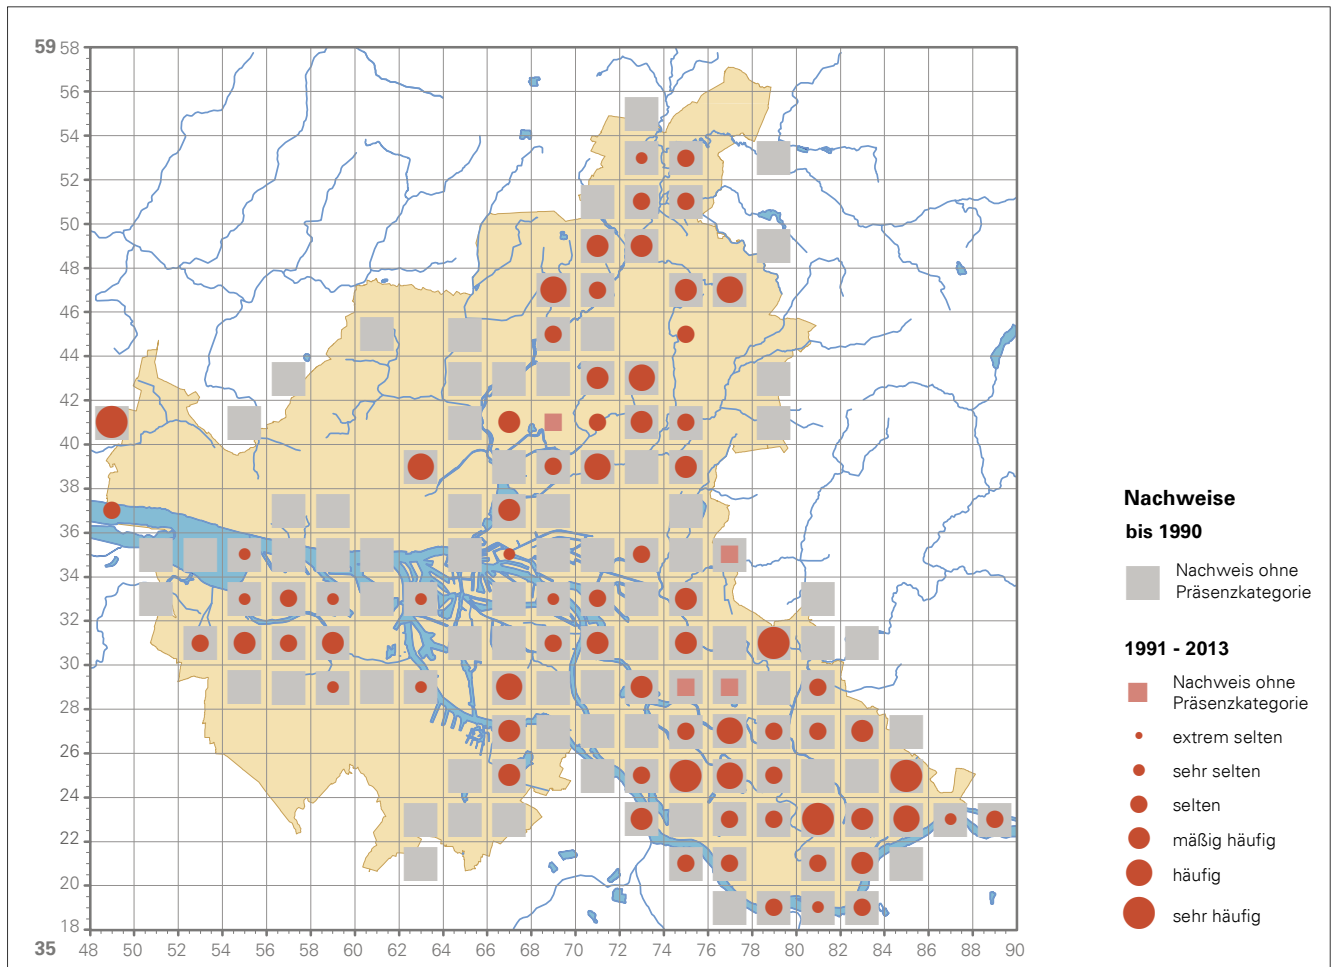 59 58
56
54
52
50
48
46
44
42
40
38
36
34
32
30
28
26
24
22
20
18
35 48 50 52 54 56 58 60 62 64 66 68 70 72 74 76 78 80 82 84 86 88 90
Nachweise
bis 1990
Nachweis ohne
Präsenzkategorie
1991 - 2013
Nachweis ohne
Präsenzkategorie
extrem selten
sehr selten
selten
mäßig häufig
häufig
sehr häufig